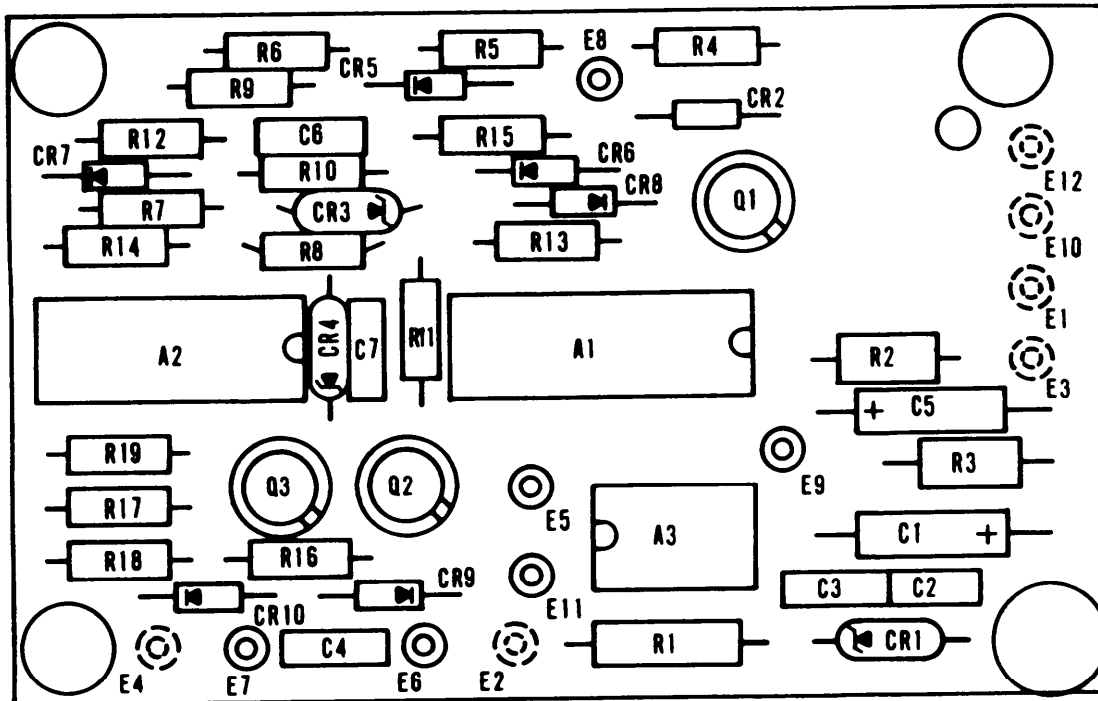 R6 R5 E8 R4
CR5
R9 CR2
R12 C6 R15
CR7 R10 CR6 E12
R7 CR3 CR8 Q1
R14 R8 R13 E10
E1
A2 CR4 C7 R11 A1 R2
E3
+ C5
R19 R3
Q3 Q2 E9
R17 E5
A3 C1 +
R18 R16
CR9 C3 C2
CR10 E11
C4 R1 CR1
E4 E7 E6 E2